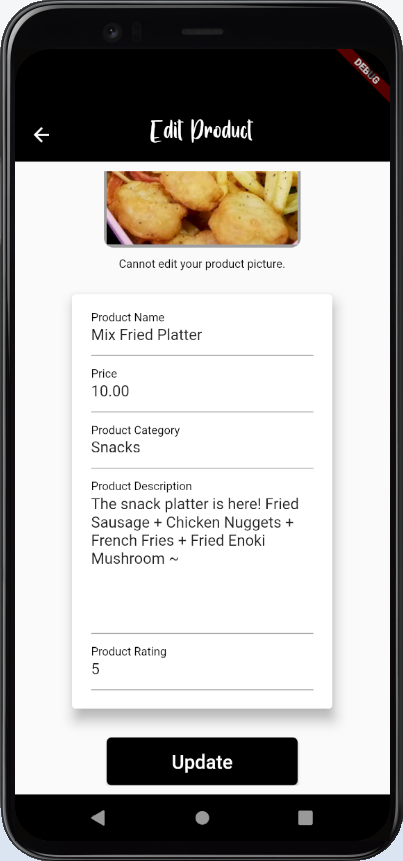 DEBUG
Edit Product
Cannot edit your product picture.
Product Name
Mix Fried Platter
Price
10.00
Product Category
Snacks
Product Description
The snack platter is here! Fried
Sausage + Chicken Nuggets +
French Fries + Fried Enoki
Mushroom ~
Product Rating
5
Update